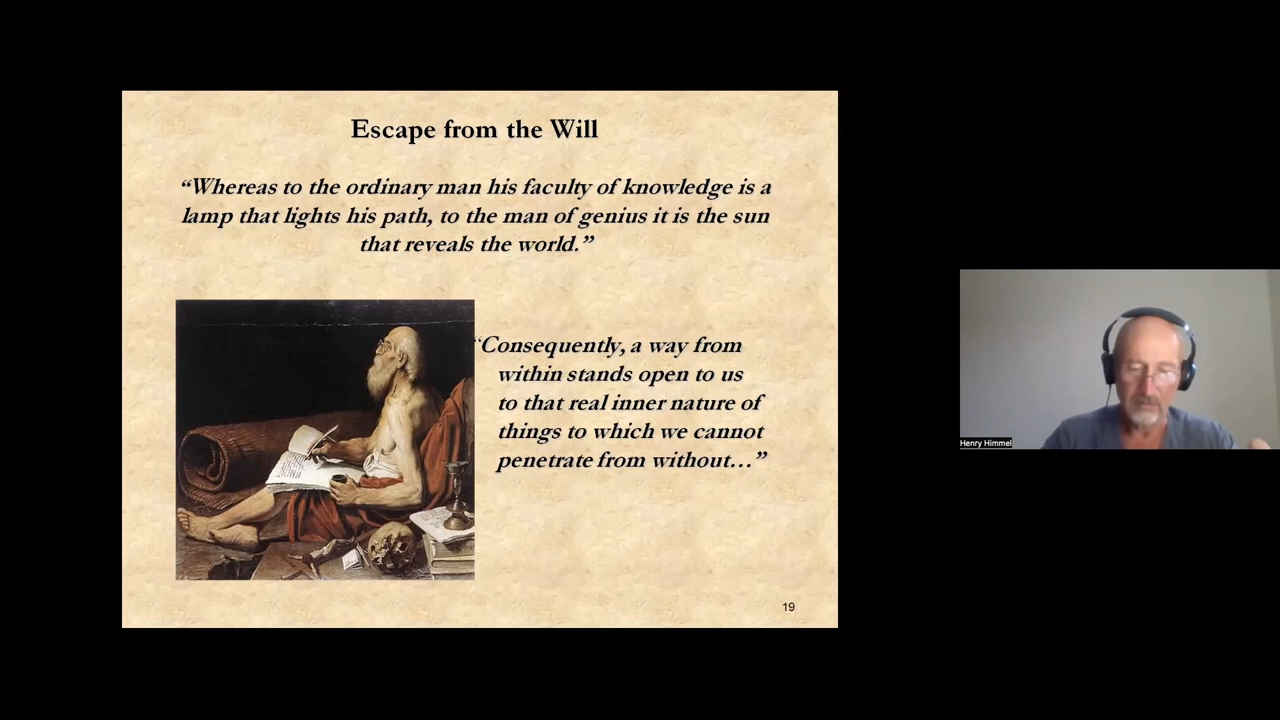 Escape from the Will
“Whereas to the ordinary man his faculty of knowledge is a
lamp that lights his path, to the man of genius it is the sun
that reveals the world.”
“Consequently, a way from
within stands open to us
to that real inner nature of
things to which we cannot
penetrate from without…”
19
Henry Himmel